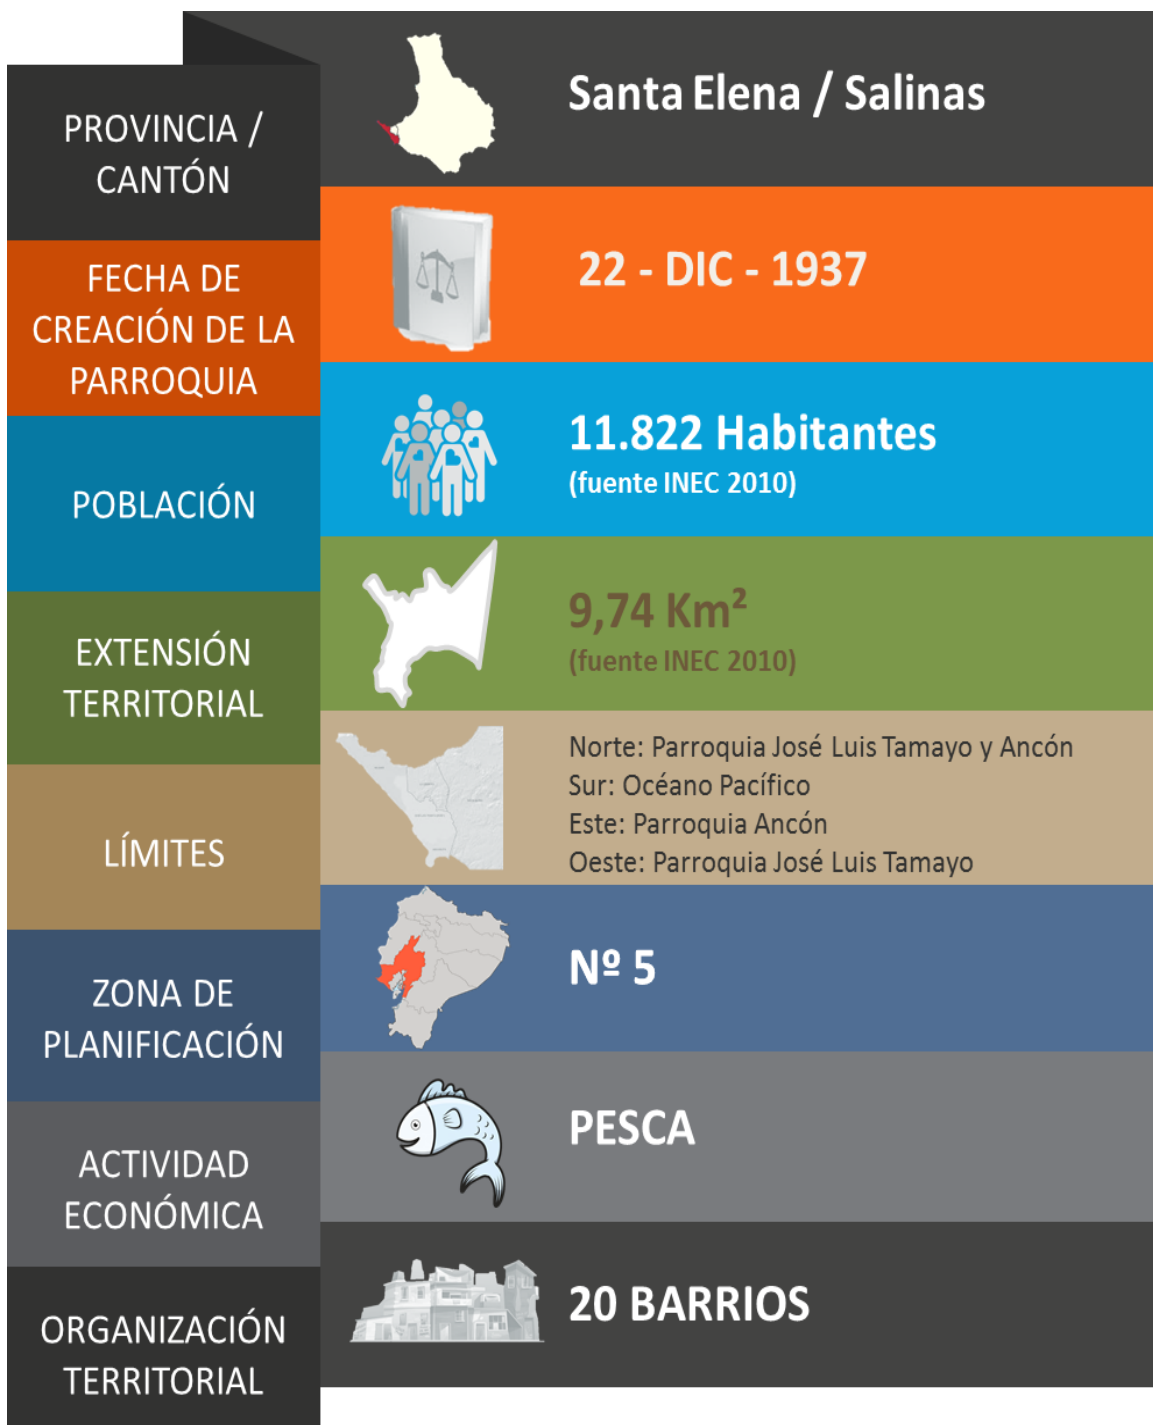 PROVINCIA /
CANTÓN
Santa Elena / Salinas
FECHA DE
CREACIÓN DE LA
PARROQUIA
22 - DIC - 1937
POBLACIÓN
11.822 Habitantes
(fuente INEC 2010)
EXTENSIÓN
TERRITORIAL
9,74 Km²
(fuente INEC 2010)
LÍMITES
Norte: Parroquia José Luis Tamayo y Ancón
Sur: Océano Pacífico
Este: Parroquia Ancón
Oeste: Parroquia José Luis Tamayo
ZONA DE
PLANIFICACIÓN
Nº 5
ACTIVIDAD
ECONÓMICA
PESCA
ORGANIZACIÓN
TERRITORIAL
20 BARRIOS